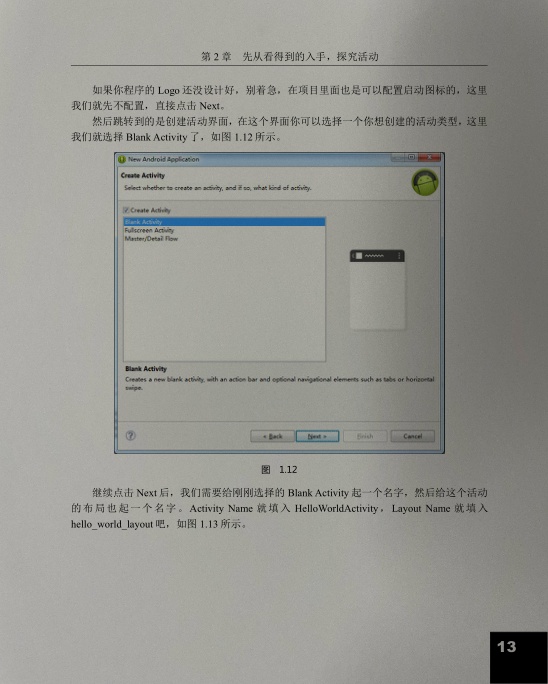 第 2 章 先从看得到的入手，探究活动
如果你程序的 Logo 还没设计好，别着急，在项目里面也是可以配置启动图标的，这里
我们就先不配置，直接点击 Next。
然后跳转到的是创建活动界面，在这个界面你可以选择一个你想创建的活动类型，这里
我们就选择 Blank Activity 了，如图 1.12 所示。
New Android Application
Create Activity
Select whether to create an activity, and if so, what kind of activity.
Create Activity
Blank Activity
Fullscreen Activity
Master/Detail Flow
Blank Activity
Creates a new blank activity, with an action bar and optional navigational elements such as tabs or horizontal
swipe.
< Back Next > Finish Cancel
图 1.12
继续点击 Next 后，我们需要给刚刚选择的 Blank Activity 起一个名字，然后给这个活动
的布局也起一个名字。Activity Name 就填入 HelloWorldActivity，Layout Name 就填入
hello_world_layout 吧，如图 1.13 所示。
13